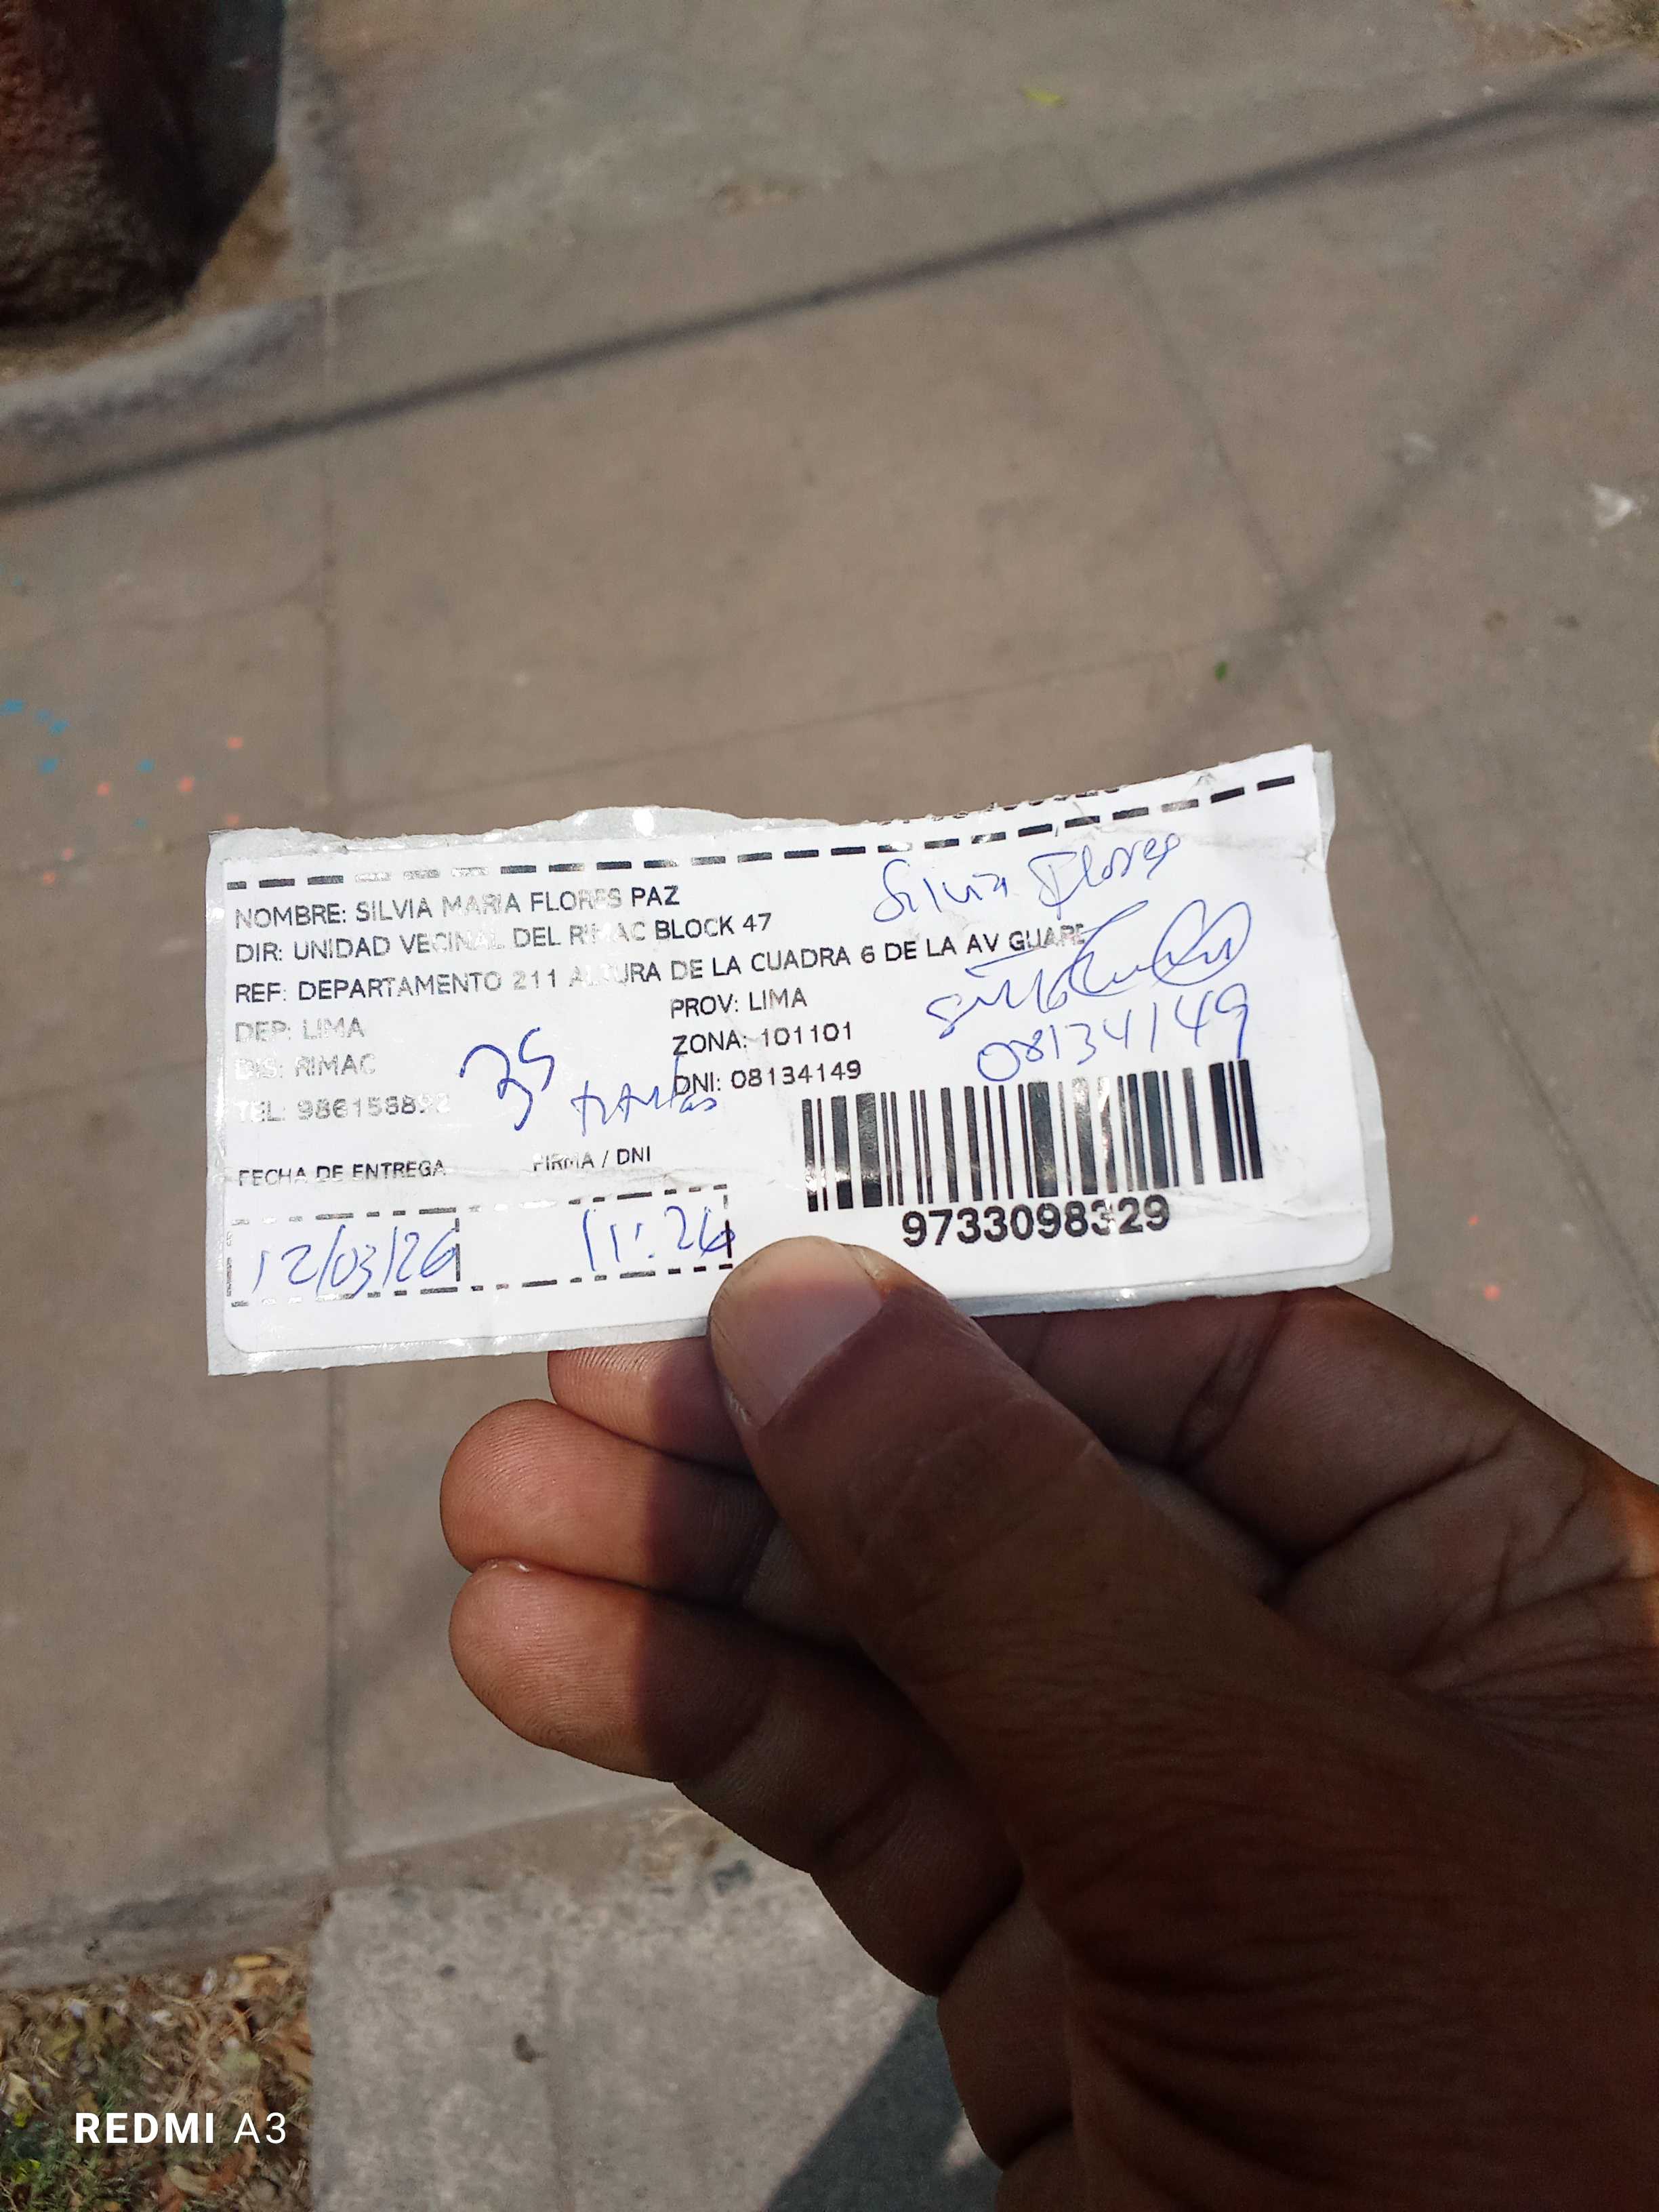 Silvia Flores
NOMBRE: SILVIA MARIA FLORES PAZ
DIR: UNIDAD VECINAL DEL RIMAC BLOCK 47
REF: DEPARTAMENTO 211 ALTURA DE LA CUADRA 6 DE LA AV GUARD
DEP: LIMA PROV: LIMA
DIS: RIMAC ZONA: 101101
08134149
TEL: DNI: 08134149
35
FECHA DE ENTREGA FIRMA / DNI
12/03/26 11:26
9733098329
REDMI A3